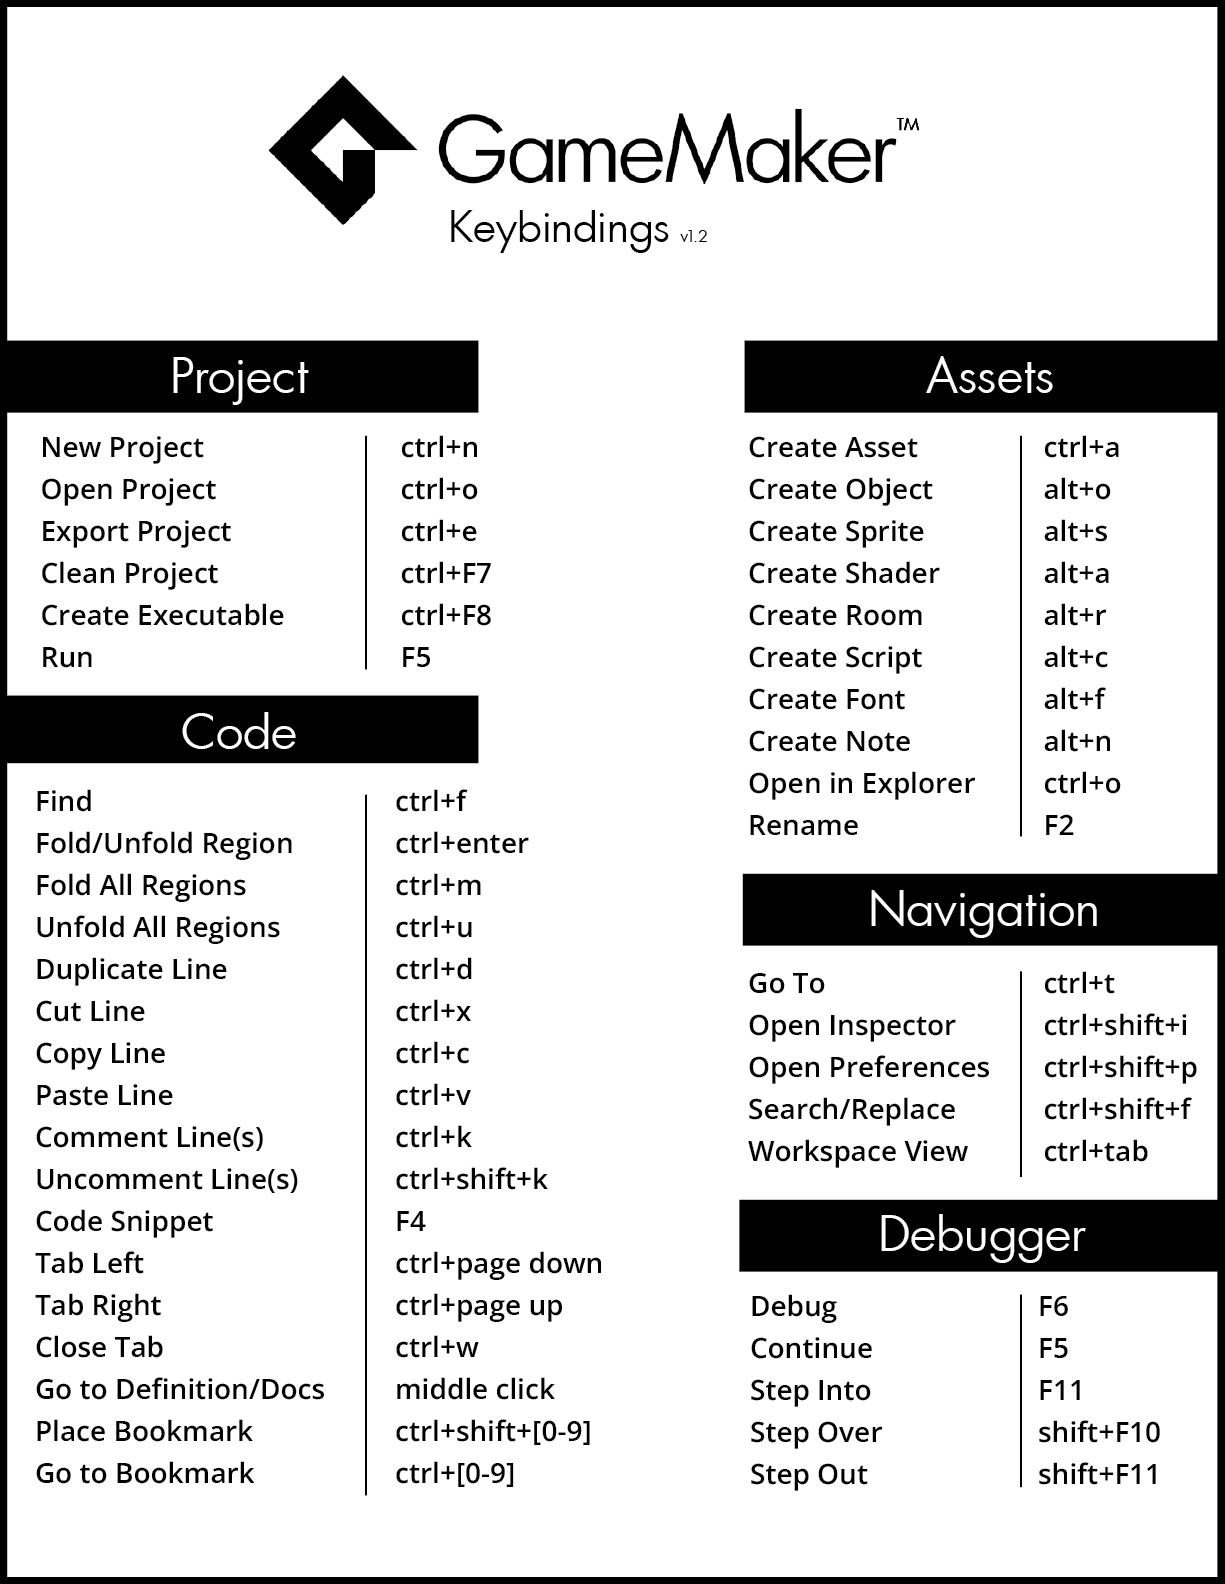 GameMaker™
Keybindings v1.2
Project
New Project ctrl+n
Open Project ctrl+o
Export Project ctrl+e
Clean Project ctrl+F7
Create Executable ctrl+F8
Run F5
Code
Find ctrl+f
Fold/Unfold Region ctrl+enter
Fold All Regions ctrl+m
Unfold All Regions ctrl+u
Duplicate Line ctrl+d
Cut Line ctrl+x
Copy Line ctrl+c
Paste Line ctrl+v
Comment Line(s) ctrl+k
Uncomment Line(s) ctrl+shift+k
Code Snippet F4
Tab Left ctrl+page down
Tab Right ctrl+page up
Close Tab ctrl+w
Go to Definition/Docs middle click
Place Bookmark ctrl+shift+[0-9]
Go to Bookmark ctrl+[0-9]
Assets
Create Asset ctrl+a
Create Object alt+o
Create Sprite alt+s
Create Shader alt+a
Create Room alt+r
Create Script alt+c
Create Font alt+f
Create Note alt+n
Open in Explorer ctrl+o
Rename F2
Navigation
Go To ctrl+t
Open Inspector ctrl+shift+i
Open Preferences ctrl+shift+p
Search/Replace ctrl+shift+f
Workspace View ctrl+tab
Debugger
Debug F6
Continue F5
Step Into F11
Step Over shift+F10
Step Out shift+F11